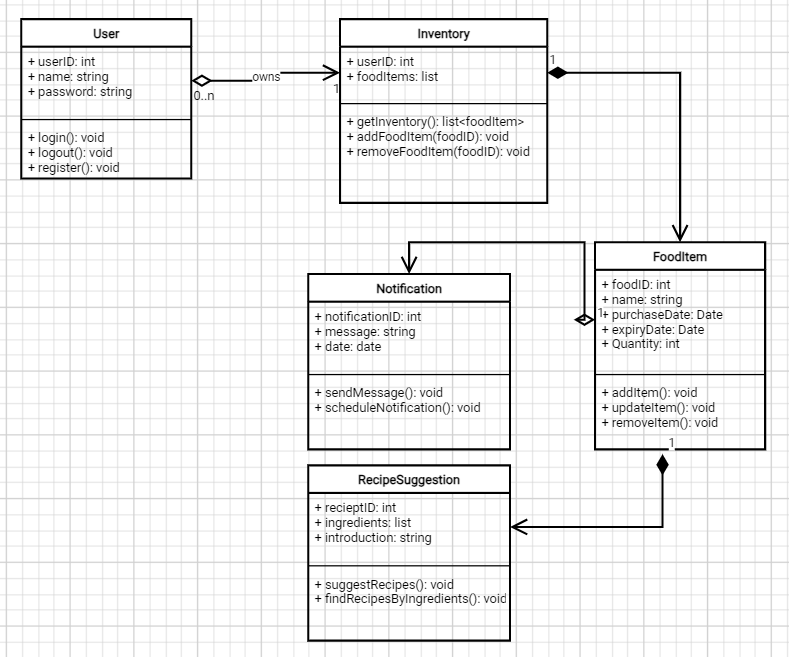 User
+ userID: int
+ name: string
+ password: string
+ login(): void
+ logout(): void
+ register(): void
0..n
owns
1
Inventory
+ userID: int
+ foodItems: list
+ getInventory(): list<foodItem>
+ addFoodItem(foodID): void
+ removeFoodItem(foodID): void
1
FoodItem
+ foodID: int
+ name: string
+ purchaseDate: Date
+ expiryDate: Date
+ Quantity: int
+ addItem(): void
+ updateItem(): void
+ removeItem(): void
1
1
Notification
+ notificationID: int
+ message: string
+ date: date
+ sendMessage(): void
+ scheduleNotification(): void
RecipeSuggestion
+ recieptID: int
+ ingredients: list
+ introduction: string
+ suggestRecipes(): void
+ findRecipesByIngredients(): void